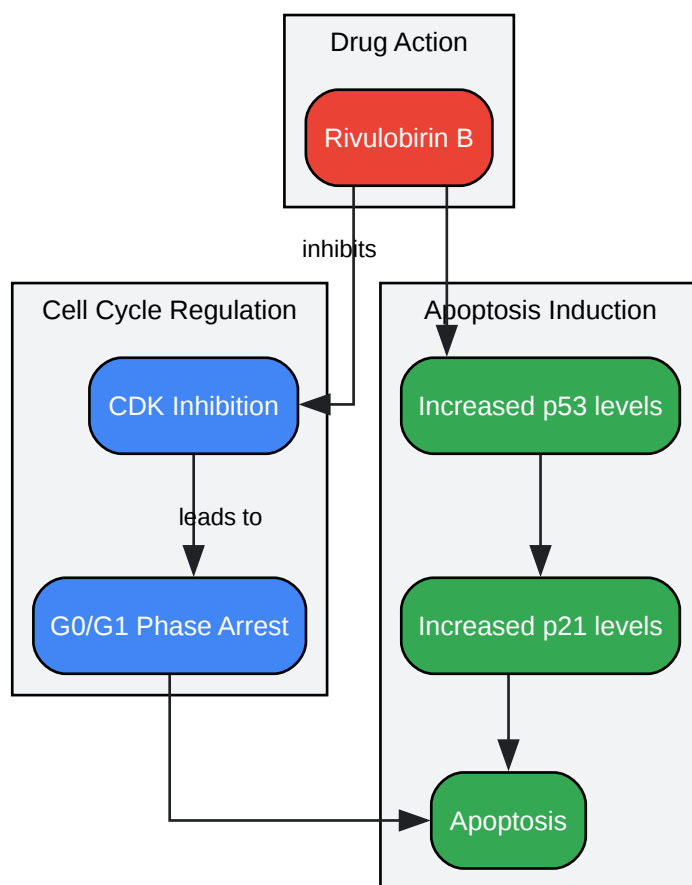 Drug Action
Rivulobirin B
inhibits
Cell Cycle Regulation
Apoptosis Induction
CDK Inhibition
Increased p53 levels
leads to
G0/G1 Phase Arrest
Increased p21 levels
Apoptosis